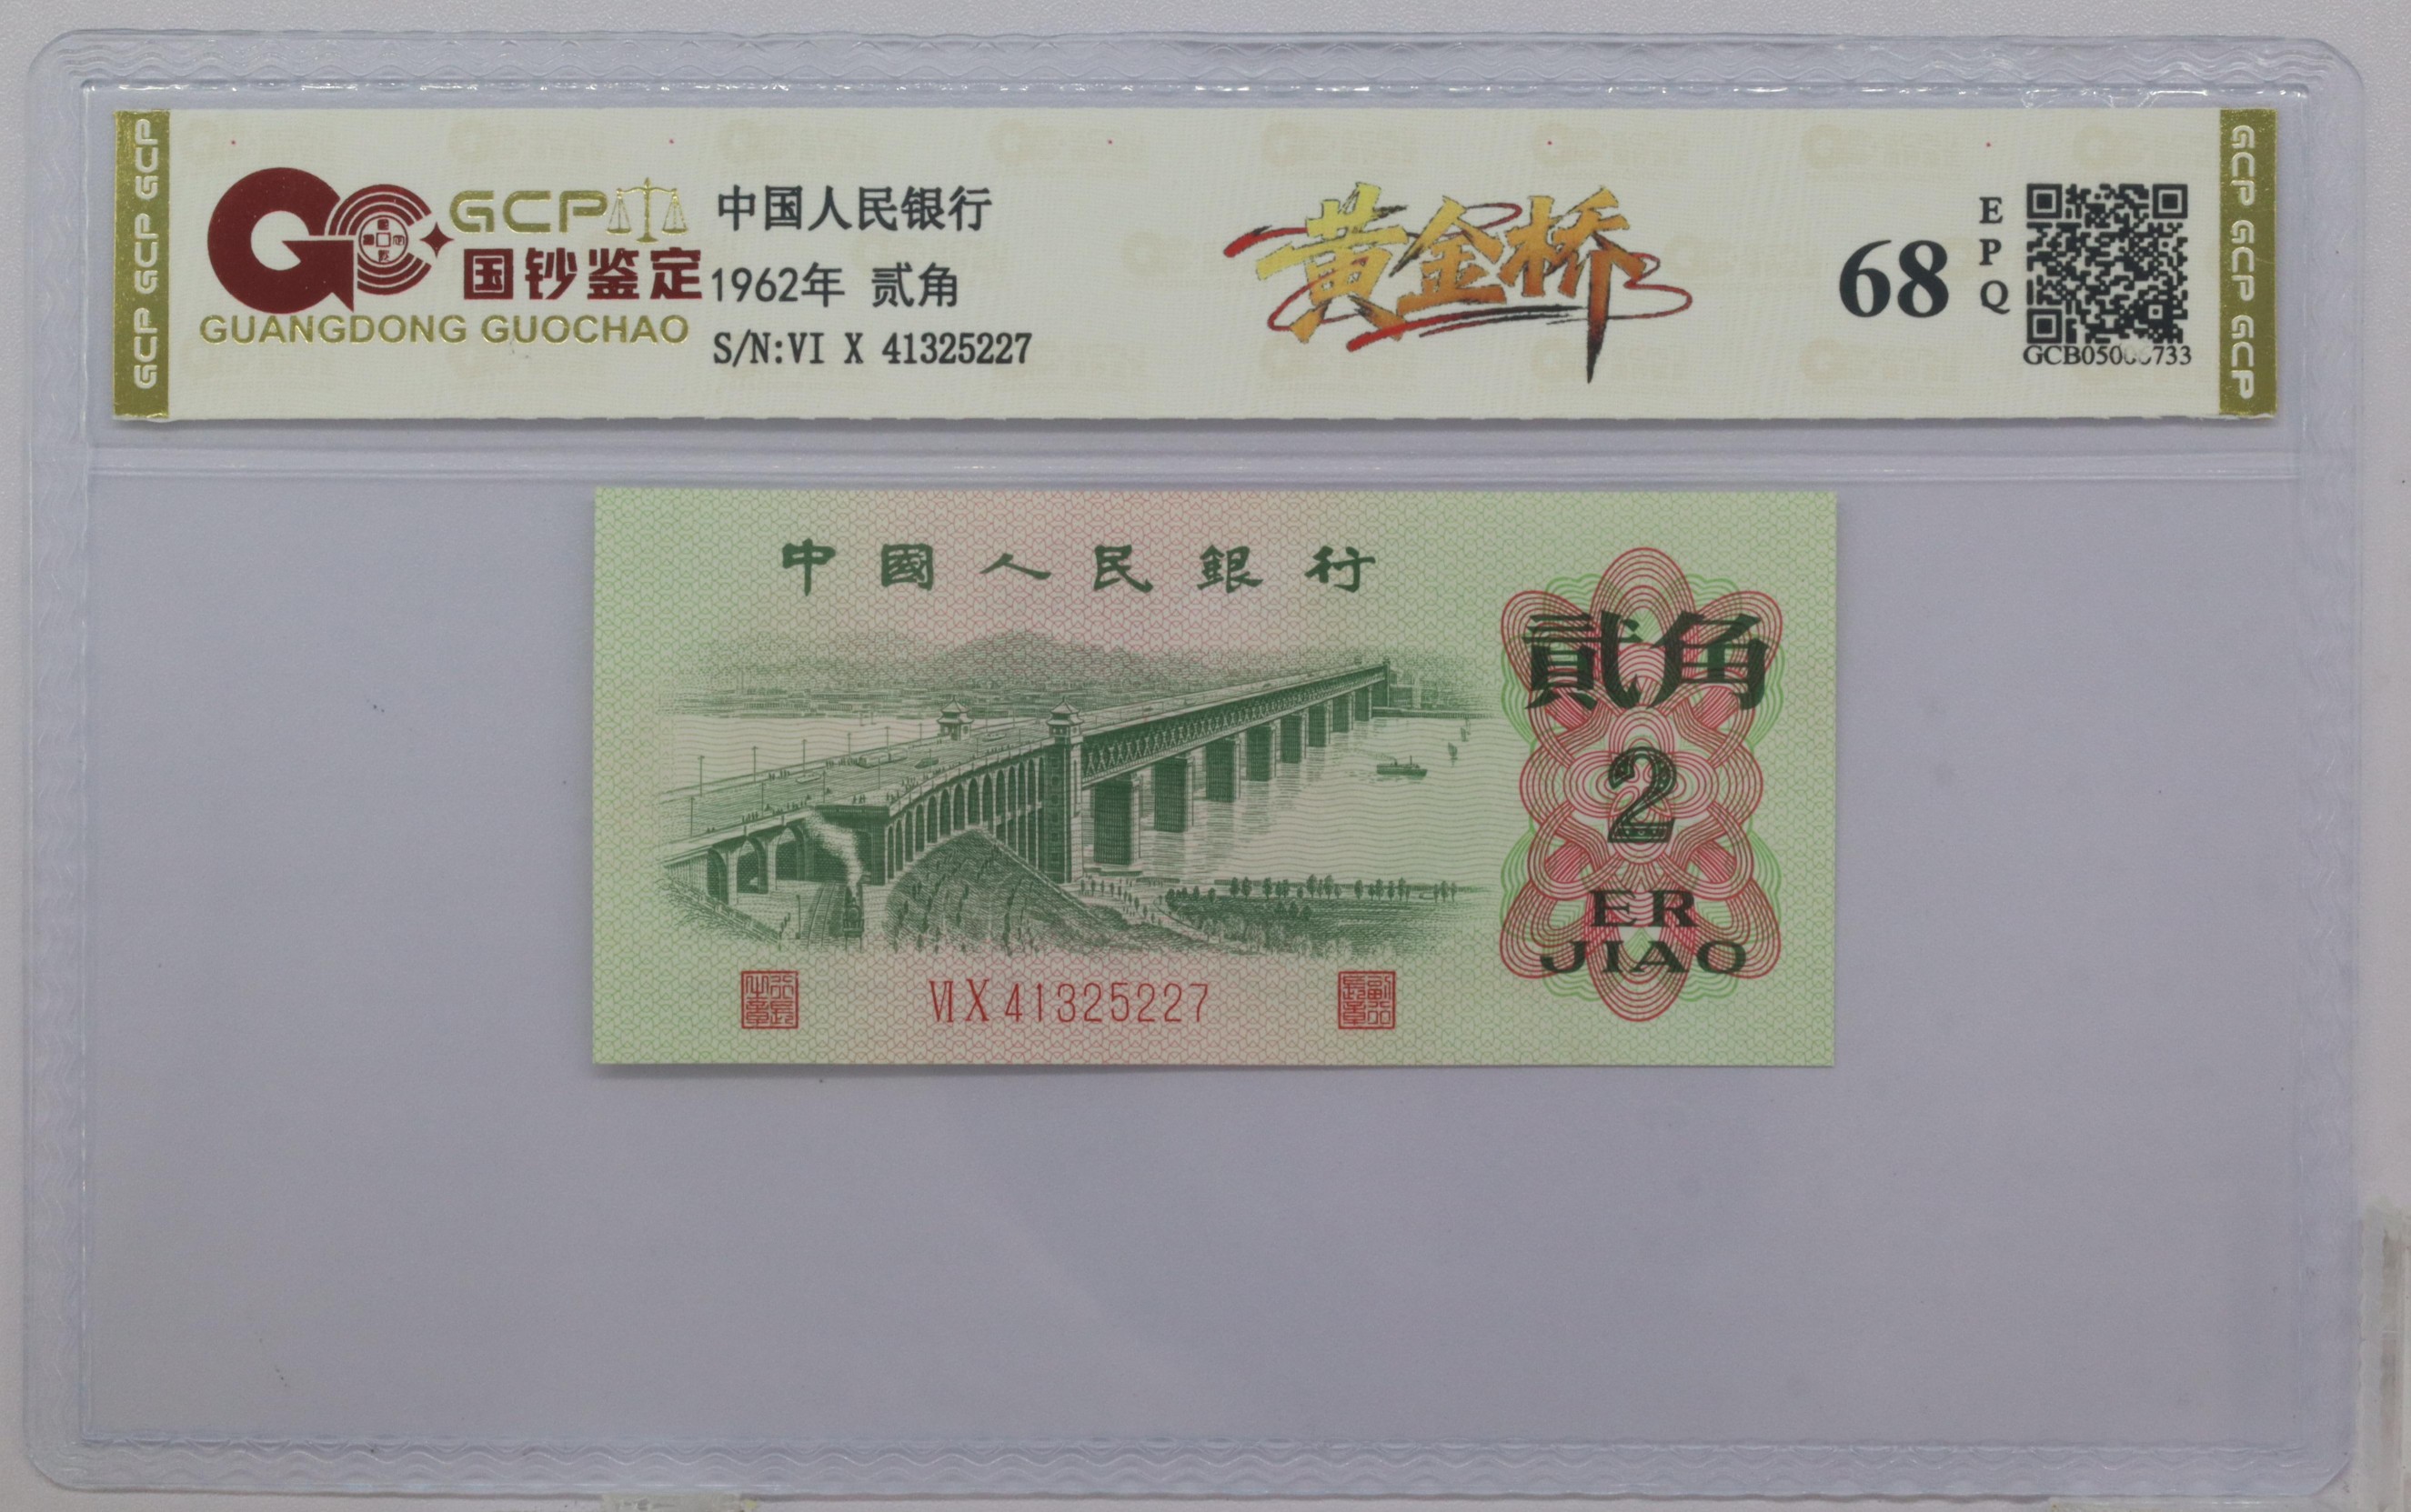 GCP GCP GCP
GCP
国钞鉴定
GUANGDONG GUOCHAO
中国人民银行
1962年 贰角
S/N:VI X 41325227
黄金桥
68
E
P
Q
GCP GCP GCP
中國人民銀行
貳角
2
ER
JIAO
VI X 41325227